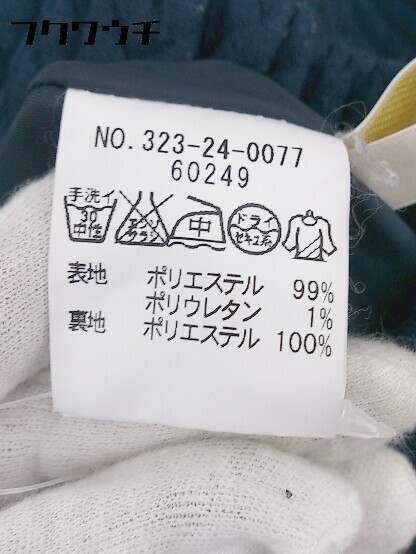 フクワウチ
NO. 323-24-0077
60249
手洗イ
30
中性
エンソ
サラシ
中
ドライ
セキユ系
表地 ポリエステル 99%
ポリウレタン 1%
裏地 ポリエステル 100%